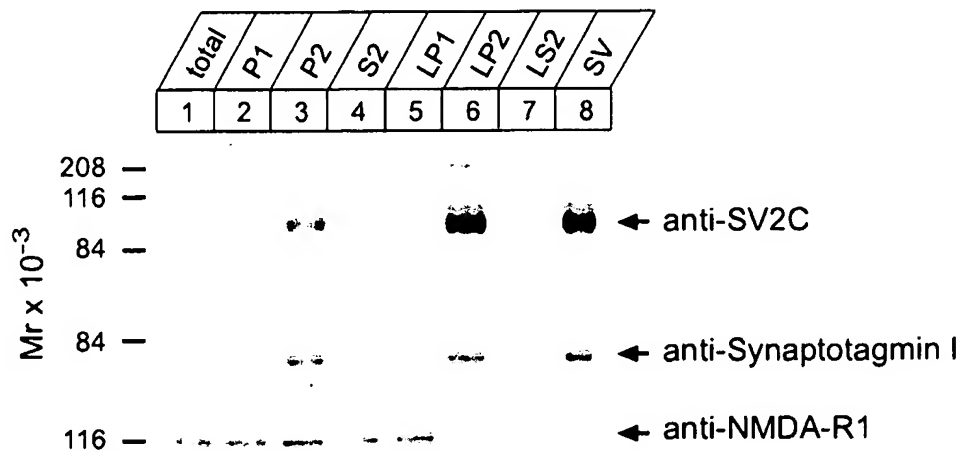 total P1 P2 S2 LP1 LP2 LS2 SV
1 2 3 4 5 6 7 8
208
116
84
anti-SV2C
Mr x 10⁻³
84
anti-Synaptotagmin I
116
anti-NMDA-R1